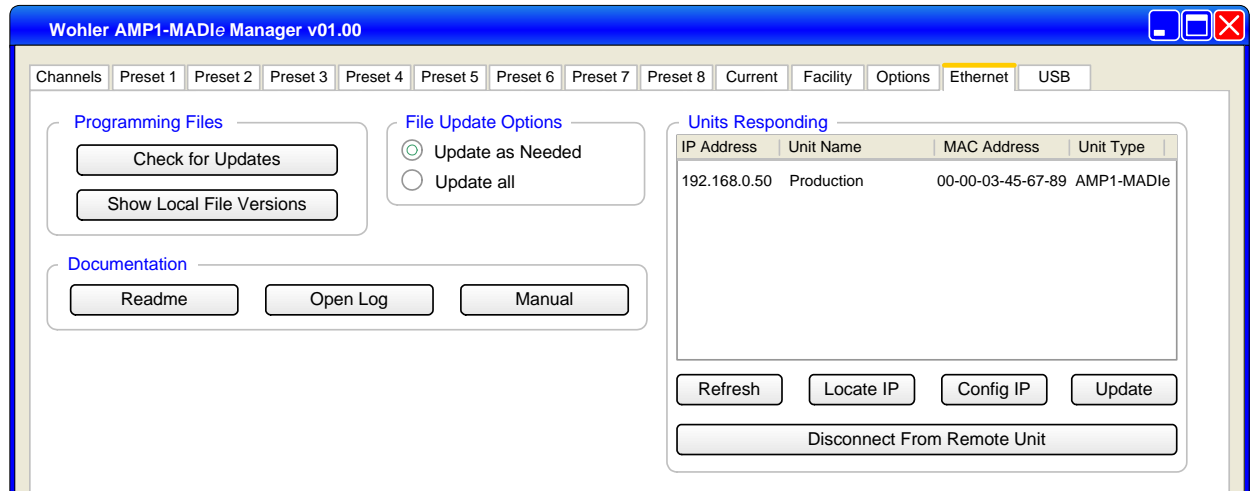 Wohler AMP1-MADIe Manager v01.00
Channels Preset 1 Preset 2 Preset 3 Preset 4 Preset 5 Preset 6 Preset 7 Preset 8 Current Facility Options Ethernet USB
Programming Files
Check for Updates
Show Local File Versions
File Update Options
Update as Needed
Update all
Documentation
Readme Open Log Manual
Units Responding
IP Address Unit Name MAC Address Unit Type
192.168.0.50 Production 00-00-03-45-67-89 AMP1-MADIe
Refresh Locate IP Config IP Update
Disconnect From Remote Unit